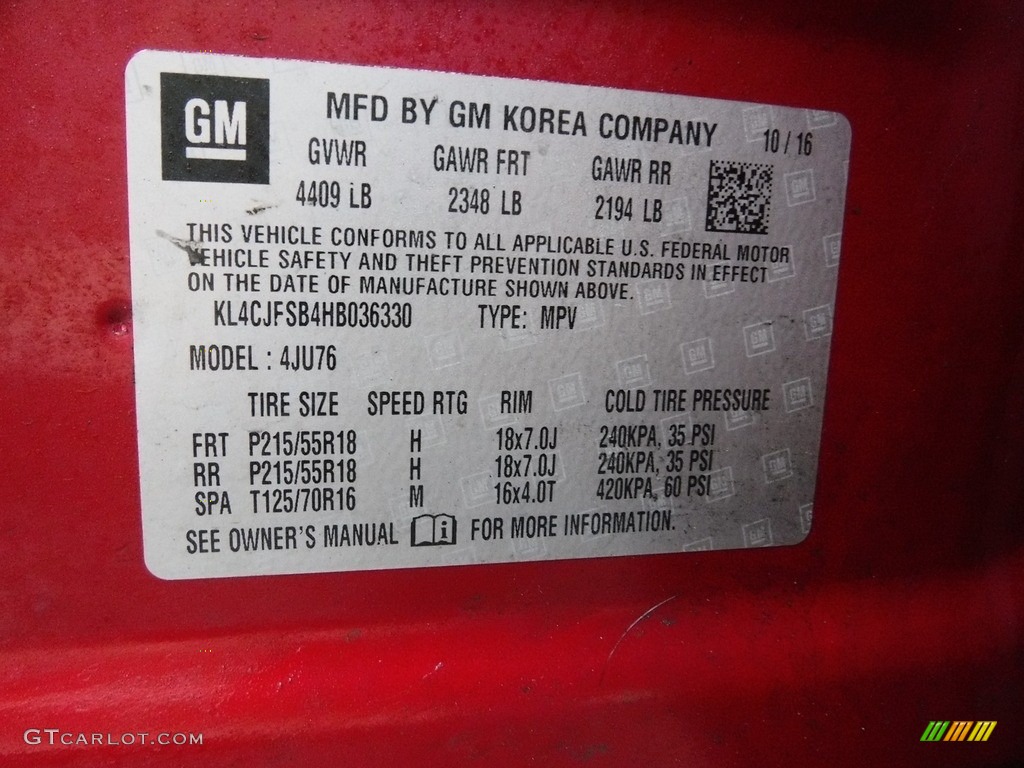 GM
MFD BY GM KOREA COMPANY 10 / 16
GVWR GAWR FRT GAWR RR
4409 LB 2348 LB 2194 LB
THIS VEHICLE CONFORMS TO ALL APPLICABLE U.S. FEDERAL MOTOR
VEHICLE SAFETY AND THEFT PREVENTION STANDARDS IN EFFECT
ON THE DATE OF MANUFACTURE SHOWN ABOVE.
KL4CJFSB4HB036330 TYPE: MPV
MODEL : 4JU76
TIRE SIZE SPEED RTG RIM COLD TIRE PRESSURE
FRT P215/55R18 H 18x7.0J 240KPA, 35 PSI
RR P215/55R18 H 18x7.0J 240KPA, 35 PSI
SPA T125/70R16 M 16x4.0T 420KPA, 60 PSI
SEE OWNER'S MANUAL i FOR MORE INFORMATION.
GTCARLOT.COM